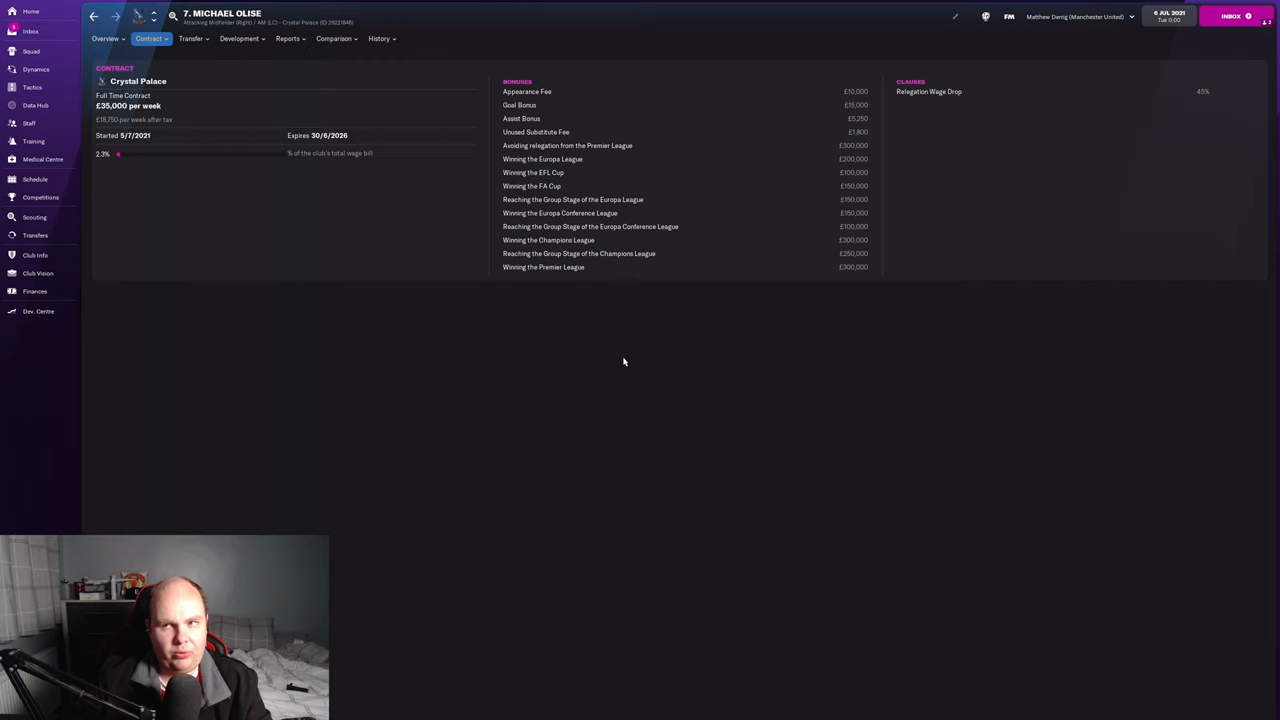 7. MICHAEL OLISE
Attacking Midfielder (Right) / AM (LC) - Crystal Palace (ID:29221848)
FM
Matthew Derrig (Manchester United)
6 JUL 2021
Tue 0:00
INBOX
2
Home
Inbox
Squad
Dynamics
Tactics
Data Hub
Staff
Training
Medical Centre
Schedule
Competitions
Scouting
Transfers
Club Info
Club Vision
Finances
Dev. Centre
Overview
Contract
Transfer
Development
Reports
Comparison
History
CONTRACT
Crystal Palace
Full Time Contract
£35,000 per week
£18,750 per week after tax
Started 5/7/2021
Expires 30/6/2026
2.3%
% of the club's total wage bill
BONUSES
Appearance Fee £10,000
Goal Bonus £15,000
Assist Bonus £5,250
Unused Substitute Fee £1,800
Avoiding relegation from the Premier League £300,000
Winning the Europa League £200,000
Winning the EFL Cup £100,000
Winning the FA Cup £150,000
Reaching the Group Stage of the Europa League £150,000
Winning the Europa Conference League £150,000
Reaching the Group Stage of the Europa Conference League £100,000
Winning the Champions League £300,000
Reaching the Group Stage of the Champions League £250,000
Winning the Premier League £300,000
CLAUSES
Relegation Wage Drop 45%